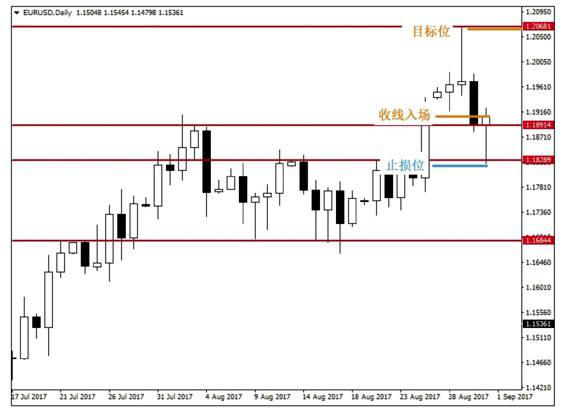 EURUSD,Daily 1.15048 1.15454 1.14798 1.15361
1.20950
1.20681
1.20500
1.20050
1.19610
1.19160
1.18914
1.18710
1.18289
1.17810
1.17360
1.16844
1.16460
1.16010
1.15560
1.15361
1.15110
1.14660
1.14210
目标位
收线入场
止损位
17 Jul 2017
21 Jul 2017
26 Jul 2017
31 Jul 2017
4 Aug 2017
9 Aug 2017
14 Aug 2017
18 Aug 2017
23 Aug 2017
28 Aug 2017
1 Sep 2017